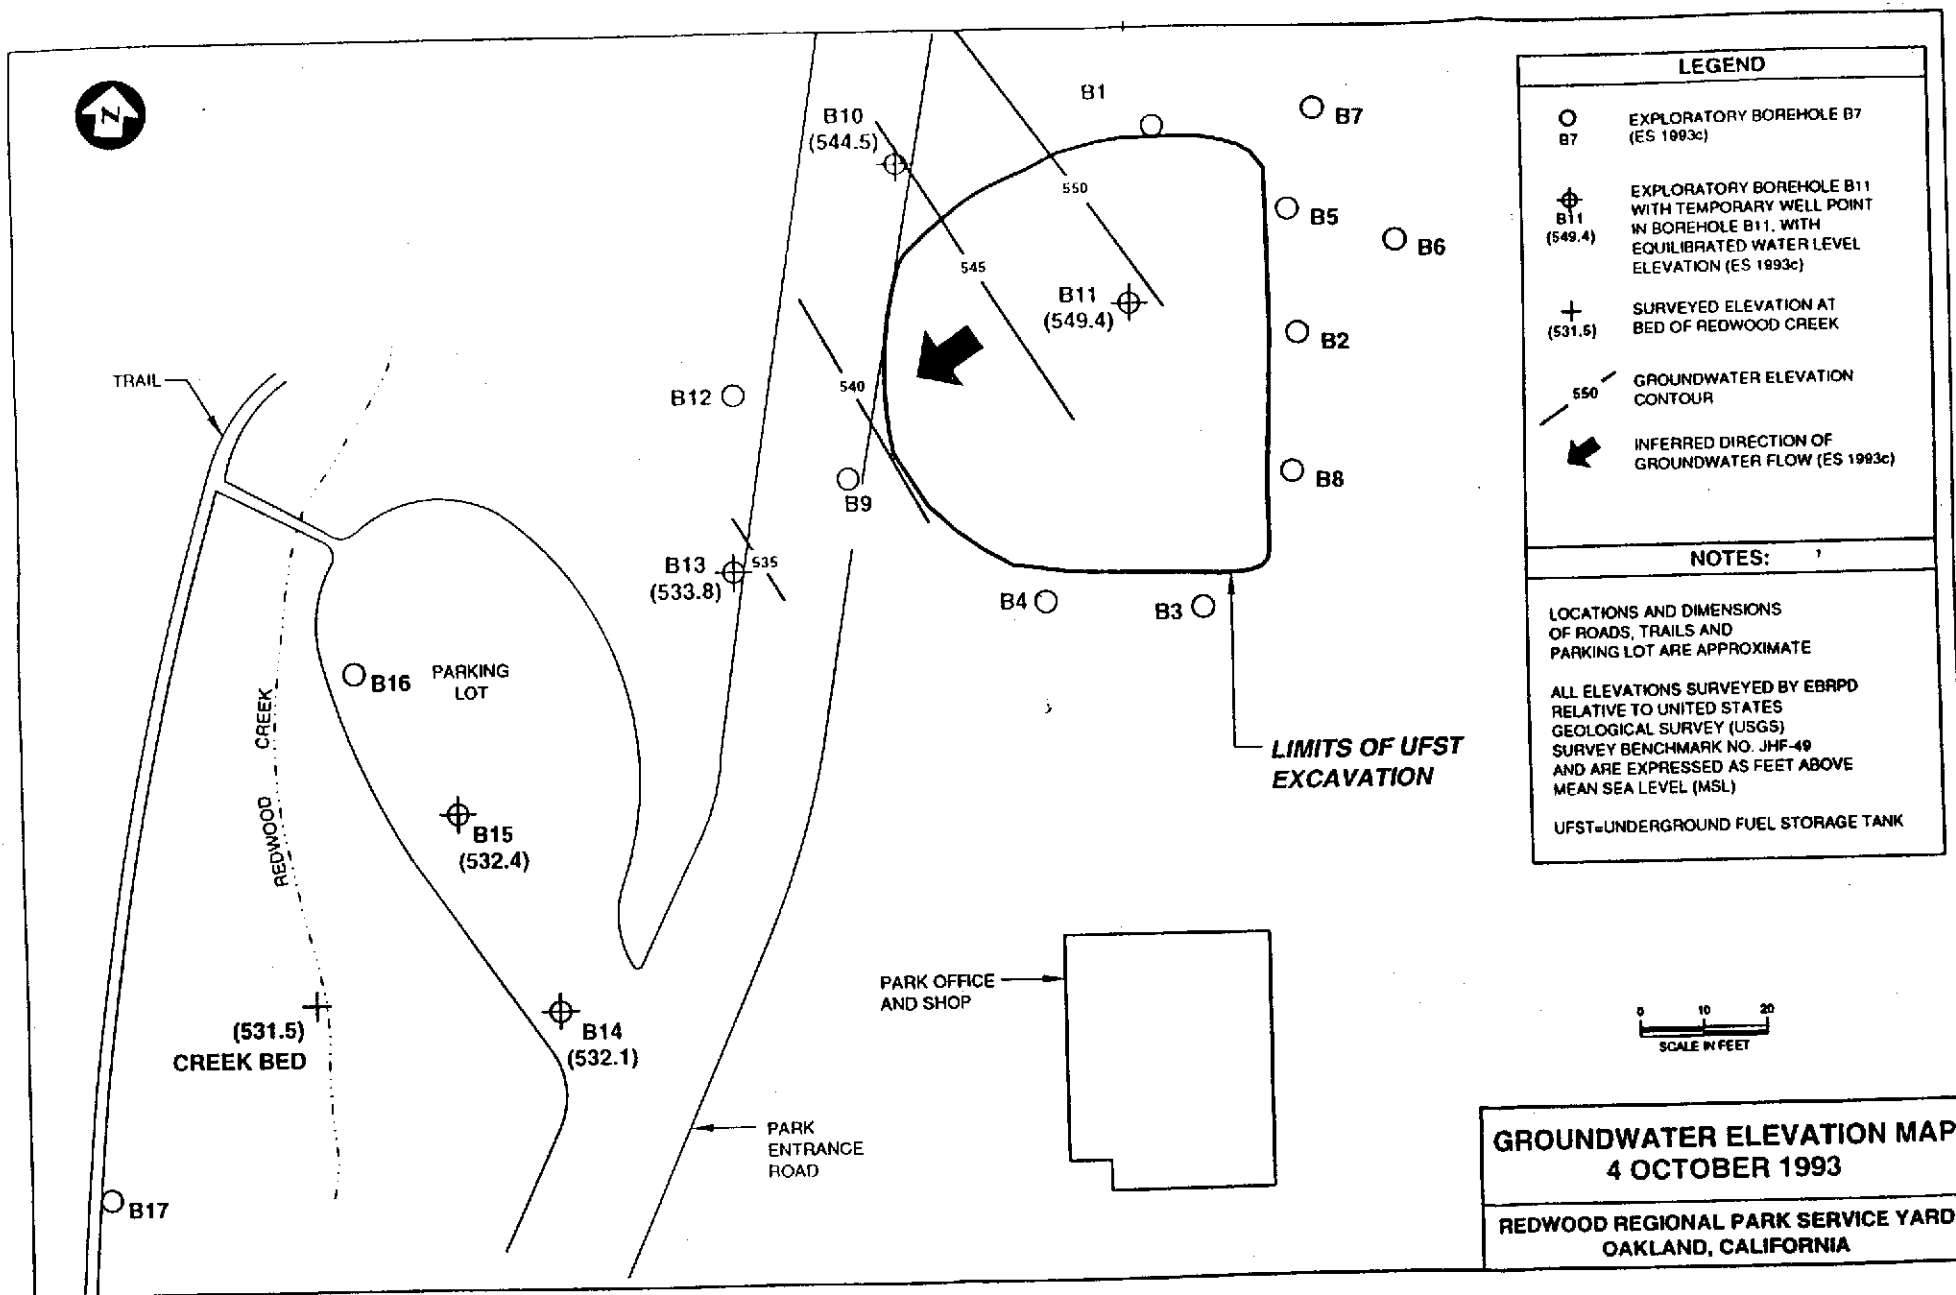 N
B1
B7
B10
(544.5)
550
B5
B6
545
B11
(549.4)
B2
540
TRAIL
B12
B9
B8
B13
(533.8)
535
B4
B3
B16
PARKING
LOT
REDWOOD CREEK
LIMITS OF UFST
EXCAVATION
B15
(532.4)
PARK OFFICE
AND SHOP
(531.5)
CREEK BED
B14
(532.1)
PARK
ENTRANCE
ROAD
B17
LEGEND
B7
EXPLORATORY BOREHOLE B7
(ES 1993c)
B11
(549.4)
EXPLORATORY BOREHOLE B11
WITH TEMPORARY WELL POINT
IN BOREHOLE B11, WITH
EQUILIBRATED WATER LEVEL
ELEVATION (ES 1993c)
(531.5)
SURVEYED ELEVATION AT
BED OF REDWOOD CREEK
550
GROUNDWATER ELEVATION
CONTOUR
INFERRED DIRECTION OF
GROUNDWATER FLOW (ES 1993c)
NOTES:
LOCATIONS AND DIMENSIONS
OF ROADS, TRAILS AND
PARKING LOT ARE APPROXIMATE
ALL ELEVATIONS SURVEYED BY EBRPD
RELATIVE TO UNITED STATES
GEOLOGICAL SURVEY (USGS)
SURVEY BENCHMARK NO. JHF-49
AND ARE EXPRESSED AS FEET ABOVE
MEAN SEA LEVEL (MSL)
UFST=UNDERGROUND FUEL STORAGE TANK
0 10 20
SCALE IN FEET
GROUNDWATER ELEVATION MAP
4 OCTOBER 1993
REDWOOD REGIONAL PARK SERVICE YARD
OAKLAND, CALIFORNIA